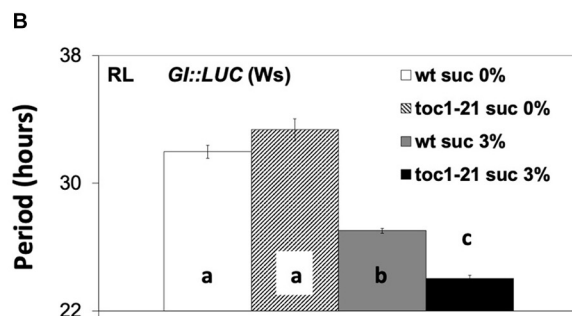 B
38
RL GI::LUC (Ws)
wt suc 0%
toc1-21 suc 0%
wt suc 3%
toc1-21 suc 3%
Period (hours)
30
c
a a b
22